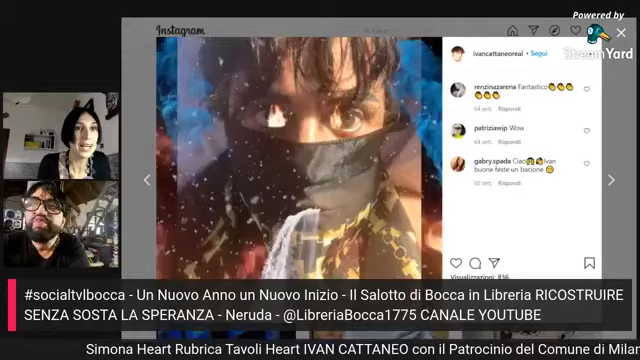 Powered by
StreamYard
Instagram
Cerca
ivancattaneoreal • Segui
renzinazarena Fantastico
64 sett. Rispondi
patriziawip Wow
64 sett. Rispondi
gabry.spada Ciao Ivan
buone feste un bacione
60 sett. Rispondi
Visualizzazioni: 836
#socialtvlbocca - Un Nuovo Anno un Nuovo Inizio - Il Salotto di Bocca in Libreria RICOSTRUIRE
SENZA SOSTA LA SPERANZA - Neruda - @LibreriaBocca1775 CANALE YOUTUBE
Simona Heart Rubrica Tavoli Heart IVAN CATTANEO con il Patrocinio del Comune di Milan